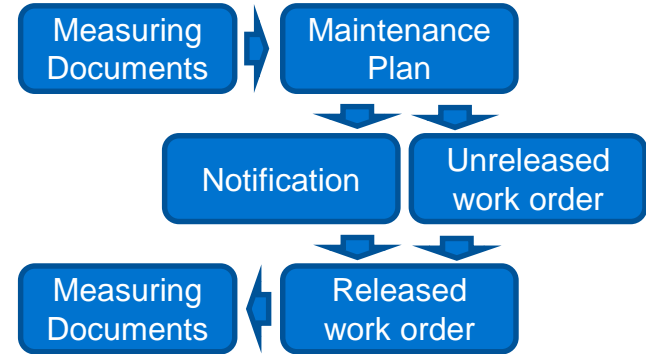 Measuring
Documents
Maintenance
Plan
Notification
Unreleased
work order
Measuring
Documents
Released
work order